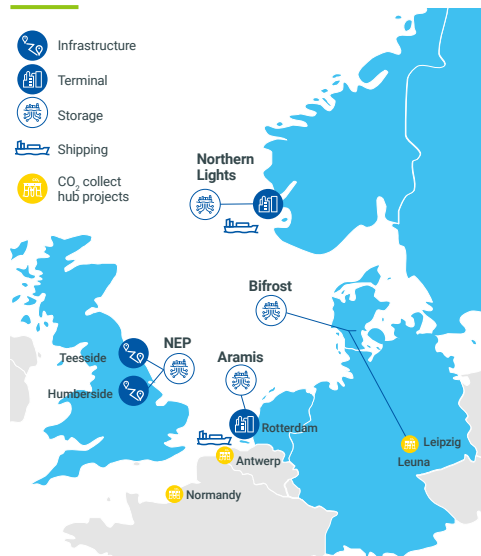 Infrastructure
Terminal
Storage
Shipping
CO₂ collect
hub projects
Northern
Lights
Bifrost
NEP
Teesside
Aramis
Humberside
Rotterdam
Leipzig
Antwerp
Leuna
Normandy